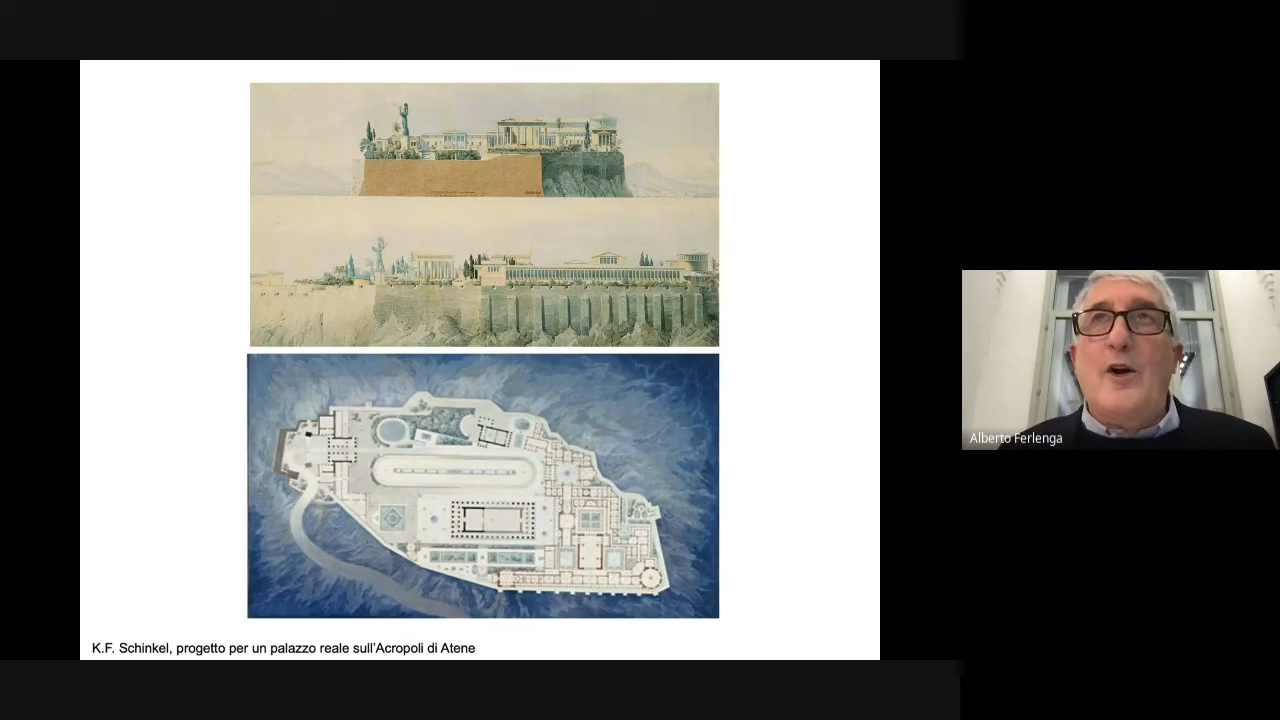 K.F. Schinkel, progetto per un palazzo reale sull'Acropoli di Atene
Alberto Ferlenga